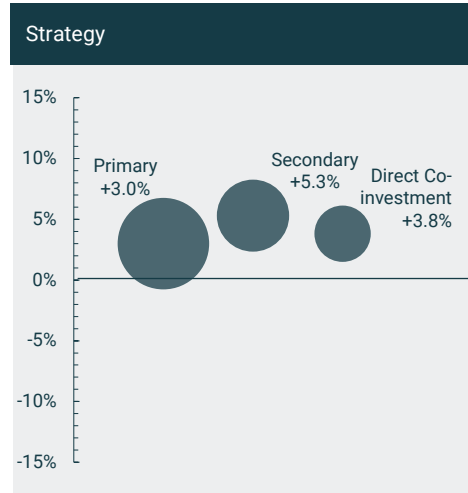 Strategy
15%
10%
5%
0%
-5%
-10%
-15%
Primary
+3.0%
Secondary
+5.3%
Direct Co-
investment
+3.8%